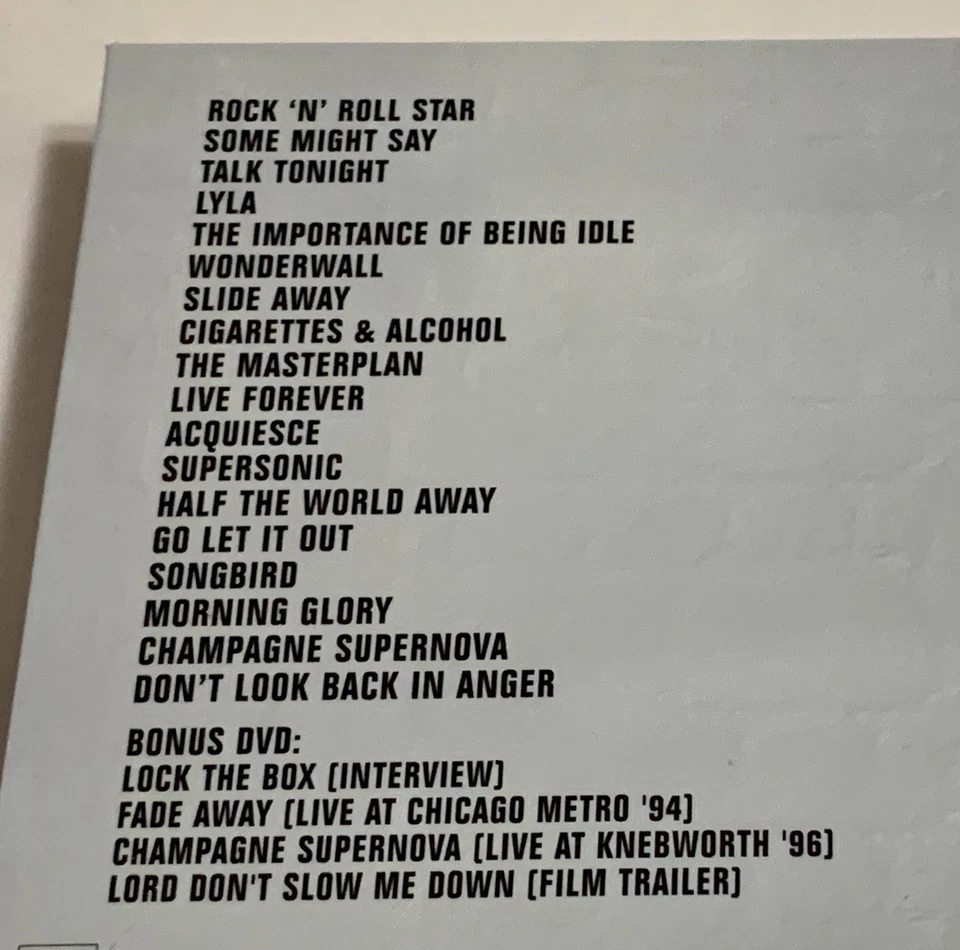 ROCK ‘N’ ROLL STAR
SOME MIGHT SAY
TALK TONIGHT
LYLA
THE IMPORTANCE OF BEING IDLE
WONDERWALL
SLIDE AWAY
CIGARETTES & ALCOHOL
THE MASTERPLAN
LIVE FOREVER
ACQUIESCE
SUPERSONIC
HALF THE WORLD AWAY
GO LET IT OUT
SONGBIRD
MORNING GLORY
CHAMPAGNE SUPERNOVA
DON’T LOOK BACK IN ANGER
BONUS DVD:
LOCK THE BOX (INTERVIEW)
FADE AWAY (LIVE AT CHICAGO METRO '94)
CHAMPAGNE SUPERNOVA (LIVE AT KNEBWORTH '96)
LORD DON'T SLOW ME DOWN (FILM TRAILER)